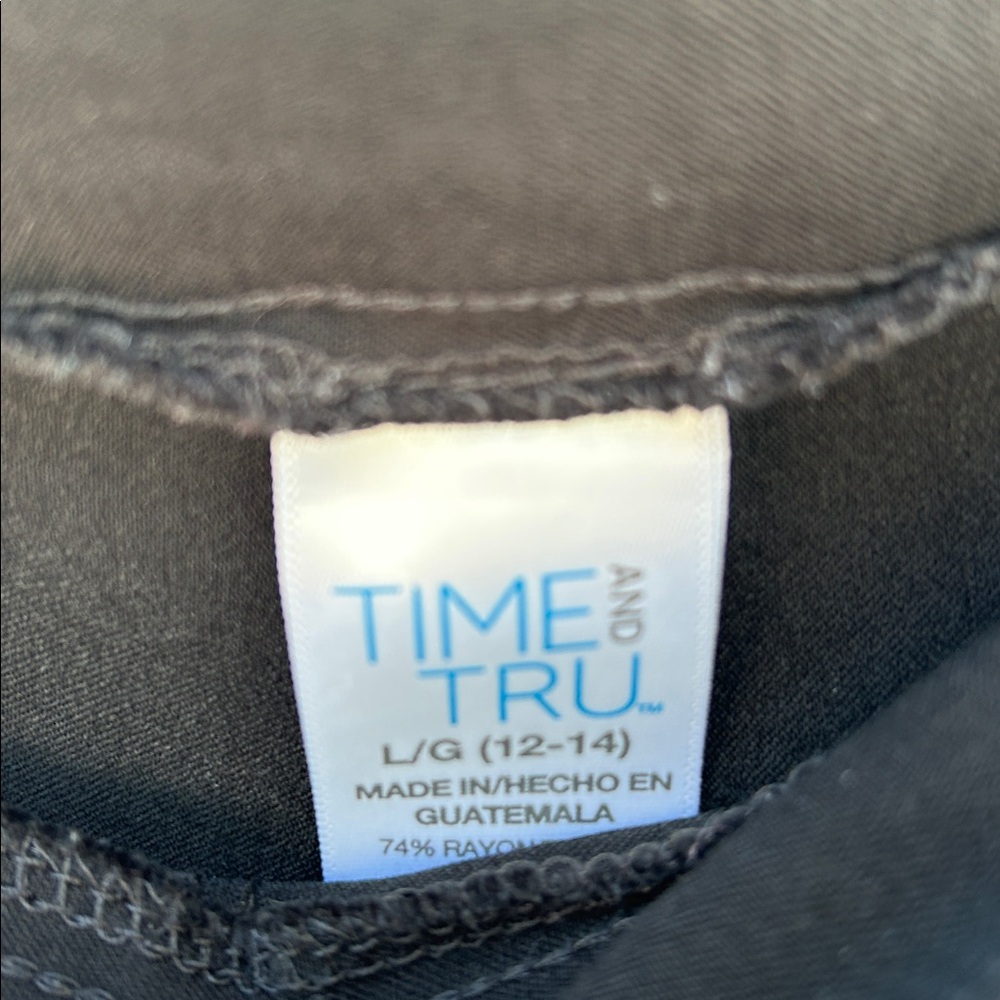 TIME AND
TRU™
L/G (12-14)
MADE IN/HECHO EN
GUATEMALA
74% RAYON